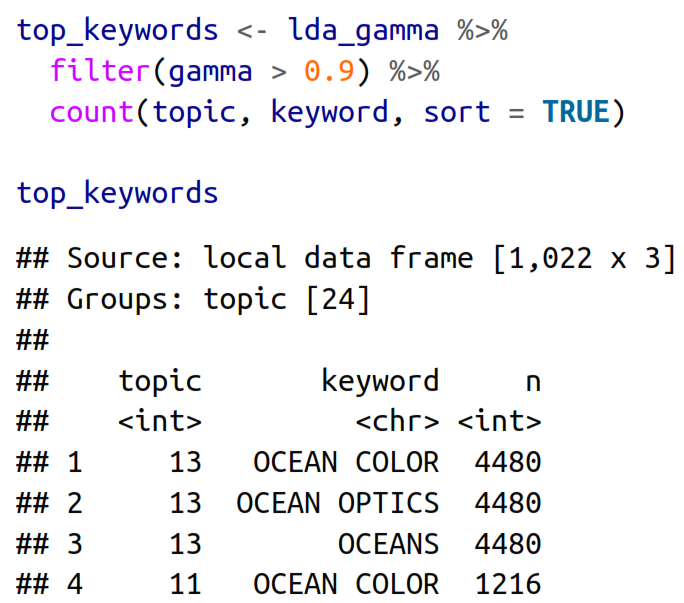 top_keywords <- lda_gamma %>%
  filter(gamma > 0.9) %>%
  count(topic, keyword, sort = TRUE)

top_keywords
## Source: local data frame [1,022 x 3]
## Groups: topic [24]
##
##    topic       keyword     n
##    <int>         <chr> <int>
## 1     13   OCEAN COLOR  4480
## 2     13  OCEAN OPTICS  4480
## 3     13        OCEANS  4480
## 4     11   OCEAN COLOR  1216